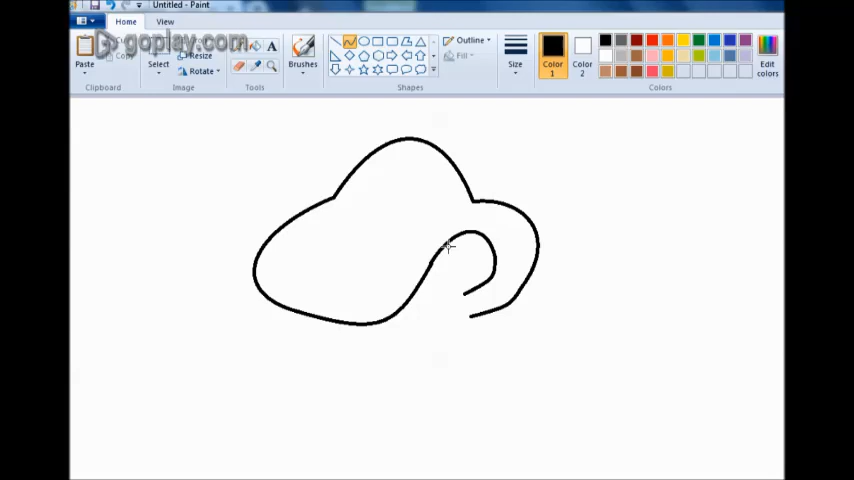 Untitled - Paint
Home View
goplay.com
Paste
Copy
Select
Resize
Rotate
Brushes
A
Outline
Fill
Size
Color 1
Color 2
Edit colors
Clipboard Image Tools Shapes Colors